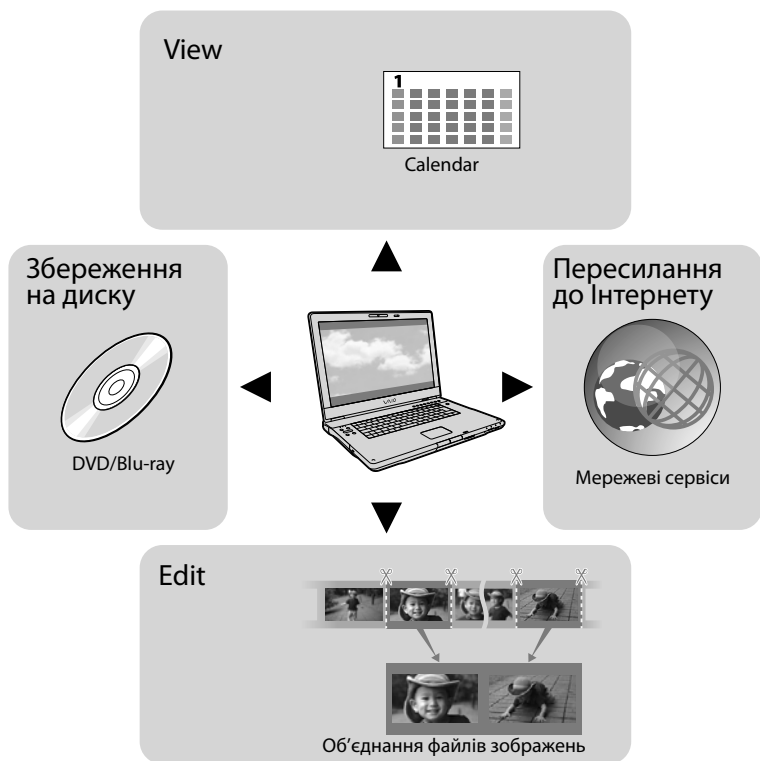 View
1
Calendar
Збереження
на диску
DVD/Blu-ray
VAIO
Пересилання
до Інтернету
Мережеві сервіси
Edit
Об’єднання файлів зображень